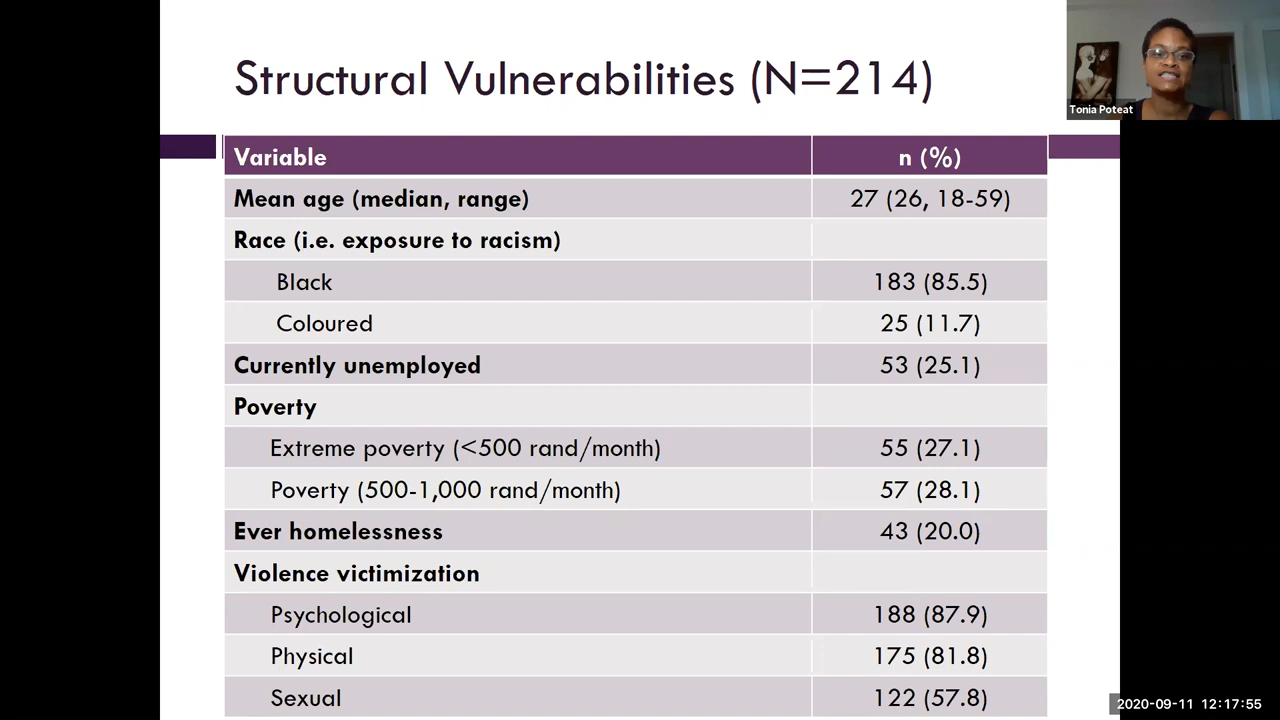 Structural Vulnerabilities (N=214)
Tonia Poteat
Variable n (%)
Mean age (median, range) 27 (26, 18-59)
Race (i.e. exposure to racism)
Black 183 (85.5)
Coloured 25 (11.7)
Currently unemployed 53 (25.1)
Poverty
Extreme poverty (<500 rand/month) 55 (27.1)
Poverty (500-1,000 rand/month) 57 (28.1)
Ever homelessness 43 (20.0)
Violence victimization
Psychological 188 (87.9)
Physical 175 (81.8)
Sexual 122 (57.8)
2020-09-11 12:17:55